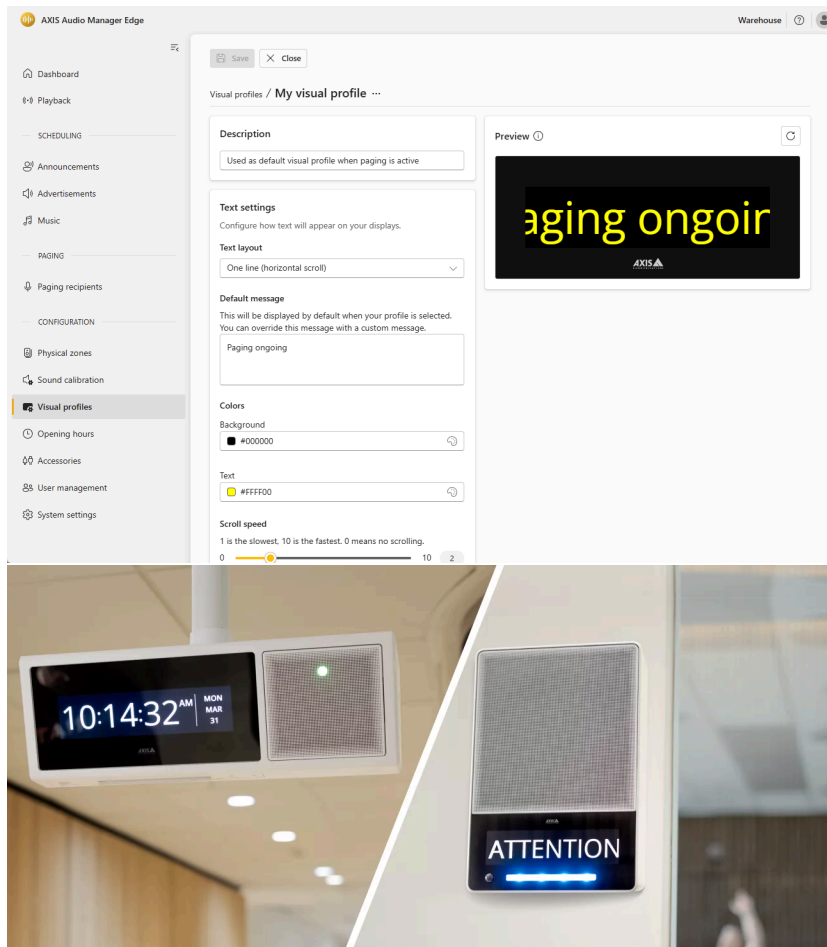 AXIS Audio Manager Edge
Warehouse
Dashboard
Playback
SCHEDULING
Announcements
Advertisements
Music
PAGING
Paging recipients
CONFIGURATION
Physical zones
Sound calibration
Visual profiles
Opening hours
Accessories
User management
System settings
Save
Close
Visual profiles / My visual profile ···
Description
Used as default visual profile when paging is active
Text settings
Configure how text will appear on your displays.
Text layout
One line (horizontal scroll)
Default message
This will be displayed by default when your profile is selected.
You can override this message with a custom message.
Paging ongoing
Colors
Background
#000000
Text
#FFFF00
Scroll speed
1 is the slowest, 10 is the fastest. 0 means no scrolling.
0
10
2
Preview
aging ongoin
AXIS
10:14:32 AM
MON
MAR
31
AXIS
AXIS
ATTENTION